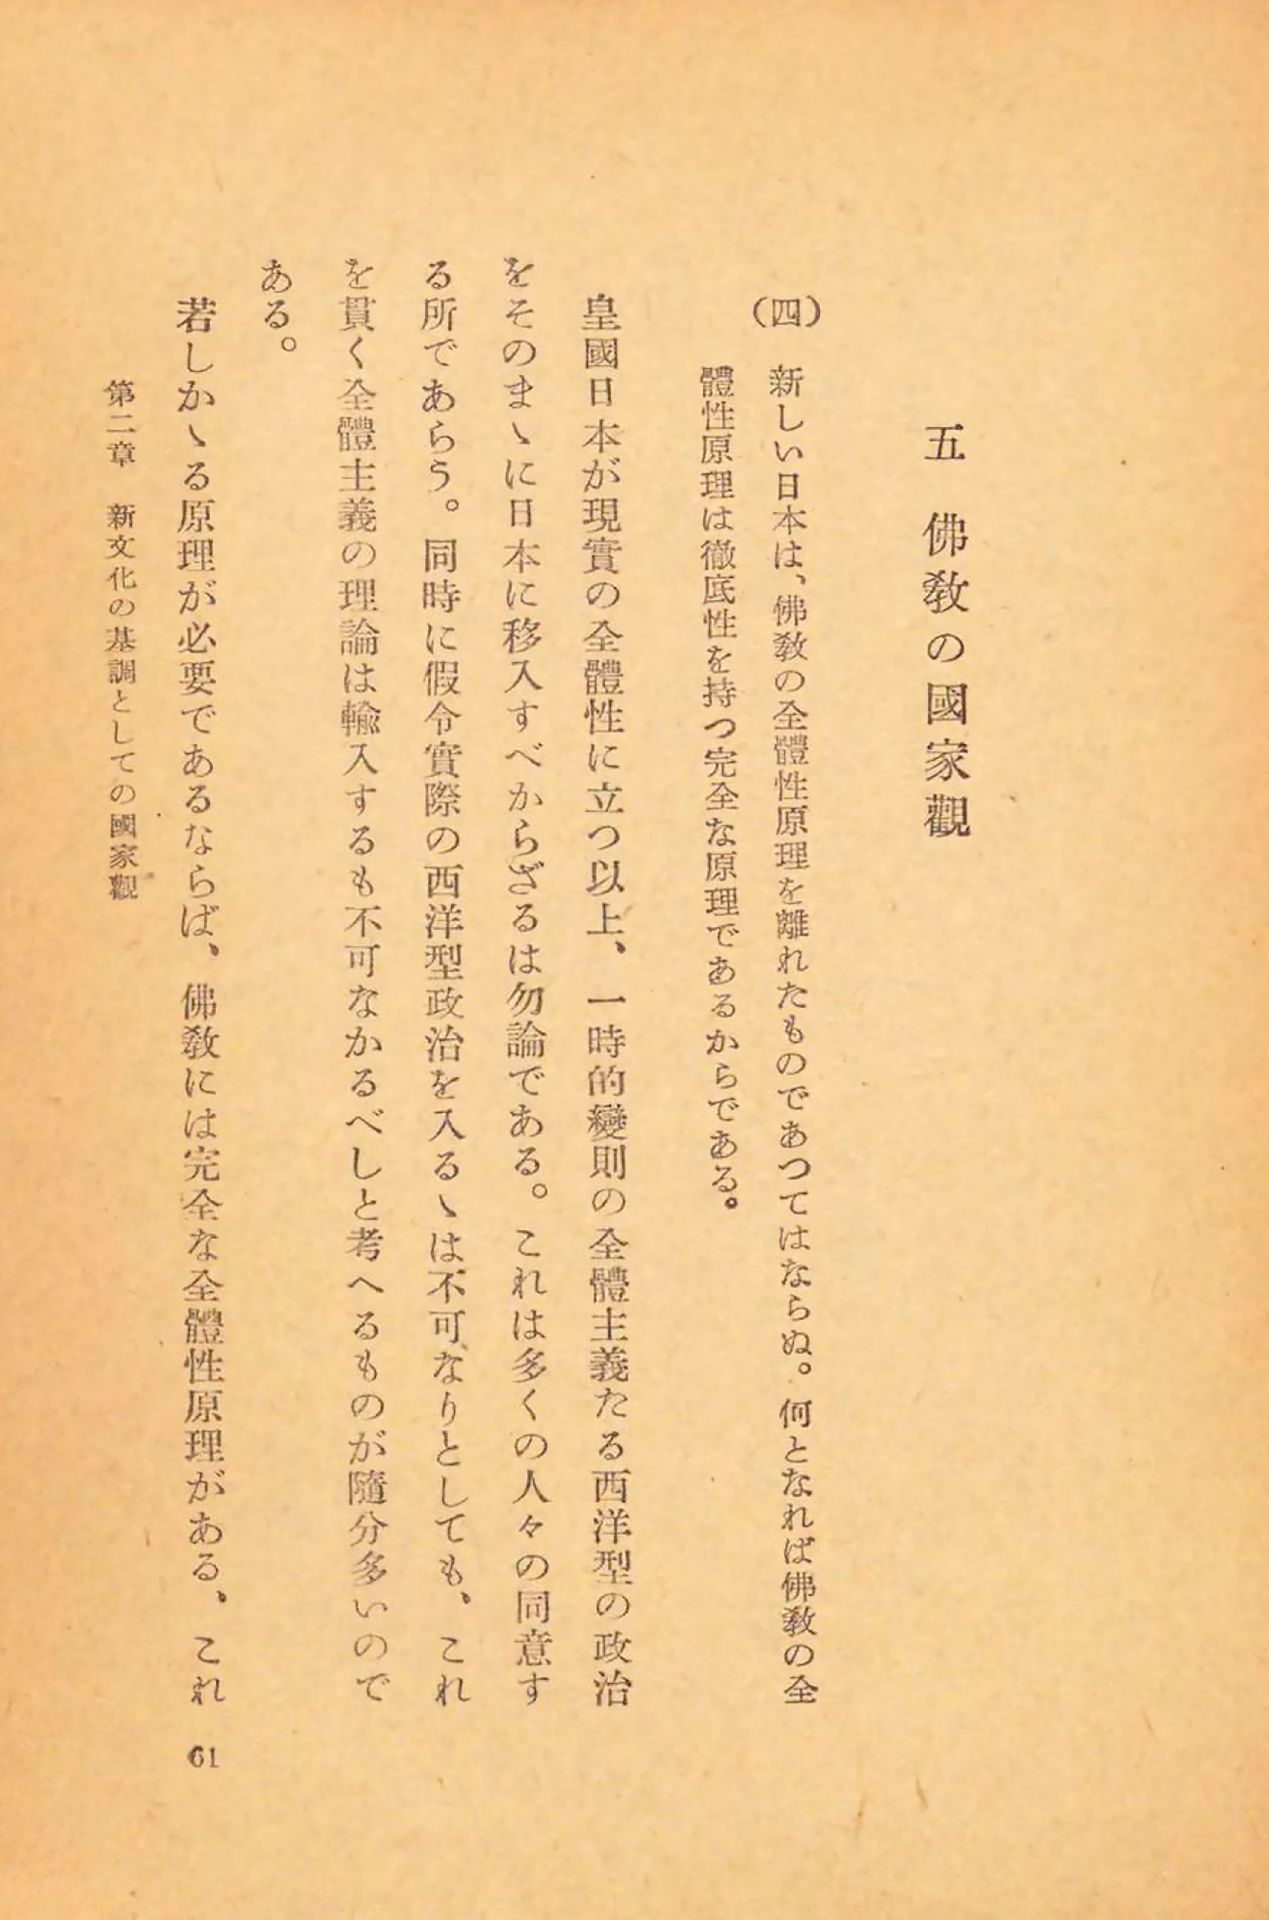 五　佛敎の國家觀
(四)　新しい日本は、佛敎の全體性原理を離れたものであつてはならぬ。何となれば佛敎の全
體性原理は徹底性を持つ完全な原理であるからである。
皇國日本が現實の全體性に立つ以上、一時的變則の全體主義たる西洋型の政治
をそのまゝに日本に移入すべからざるは勿論である。これは多くの人々の同意す
る所であらう。同時に假令實際の西洋型政治を入るゝは不可なりとしても、これ
を貫く全體主義の理論は輸入するも不可なかるべしと考へるものが隨分多いので
ある。
若しかゝる原理が必要であるならば、佛敎には完全な全體性原理がある、これ
第二章　新文化の基調としての國家觀
61